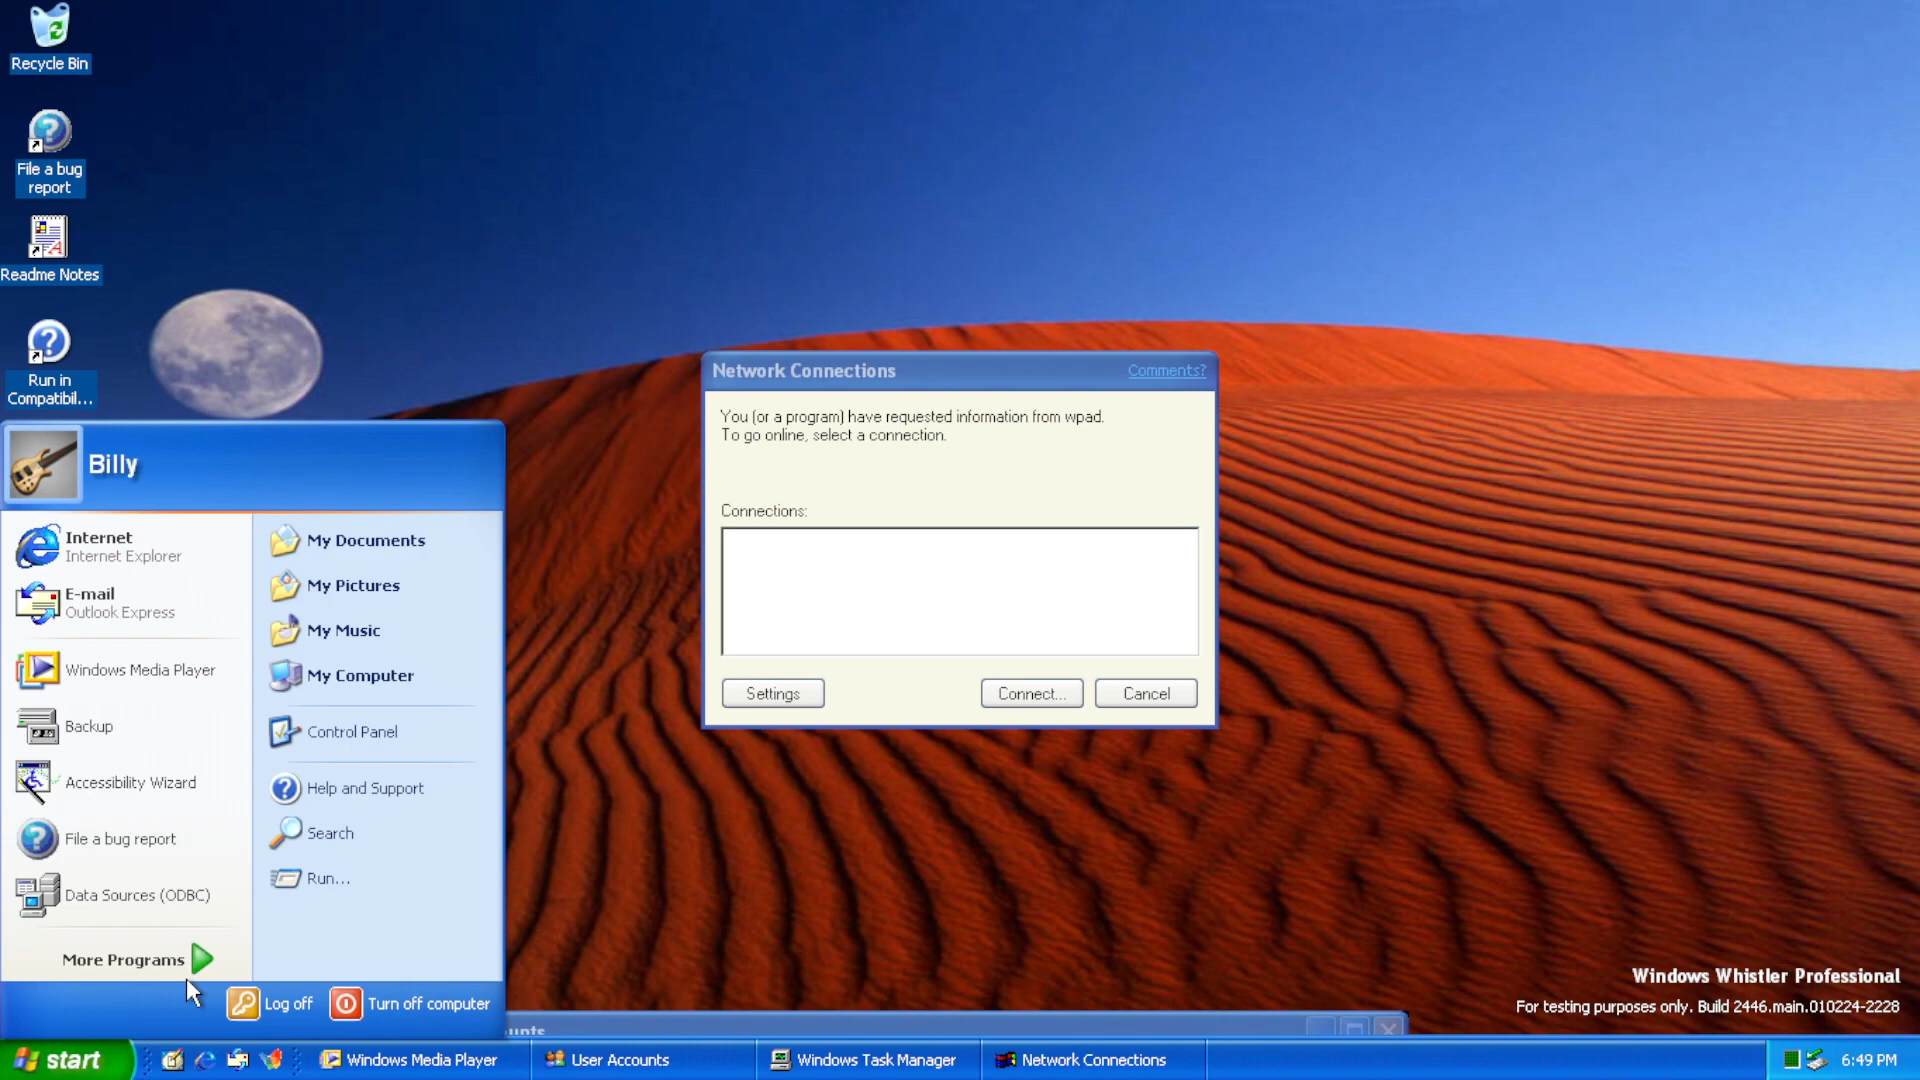 Recycle Bin
File a bug
report
Readme Notes
Run in
Compatibil...
Network Connections
Comments?
You (or a program) have requested information from wpad.
To go online, select a connection.
Connections:
Settings
Connect...
Cancel
Billy
Internet
Internet Explorer
E-mail
Outlook Express
Windows Media Player
Backup
Accessibility Wizard
File a bug report
Data Sources (ODBC)
More Programs
My Documents
My Pictures
My Music
My Computer
Control Panel
Help and Support
Search
Run...
Log off
Turn off computer
Windows Whistler Professional
For testing purposes only. Build 2446.main.010224-2228
start
Windows Media Player
User Accounts
Windows Task Manager
Network Connections
6:49 PM